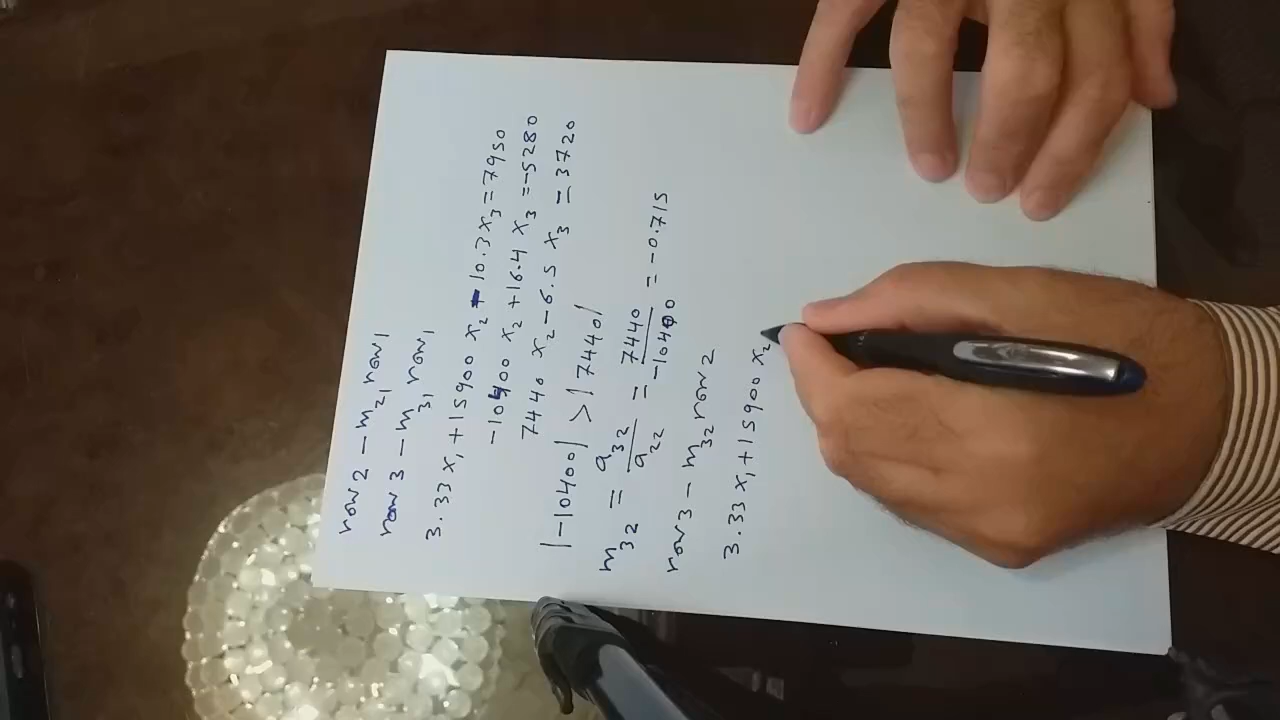 row 2 - m21 row 1
row 3 - m31 row 1
3.33 x1 + 15900 x2 - 10.3 x3 = 7950
-10400 x2 + 16.4 x3 = -5280
7440 x2 - 6.5 x3 = 3720
|-10400| > |7440|
m32 = a32/a22 = 7440/-10400 = -0.715
row 3 - m32 row 2
3.33 x1 + 15900 x2